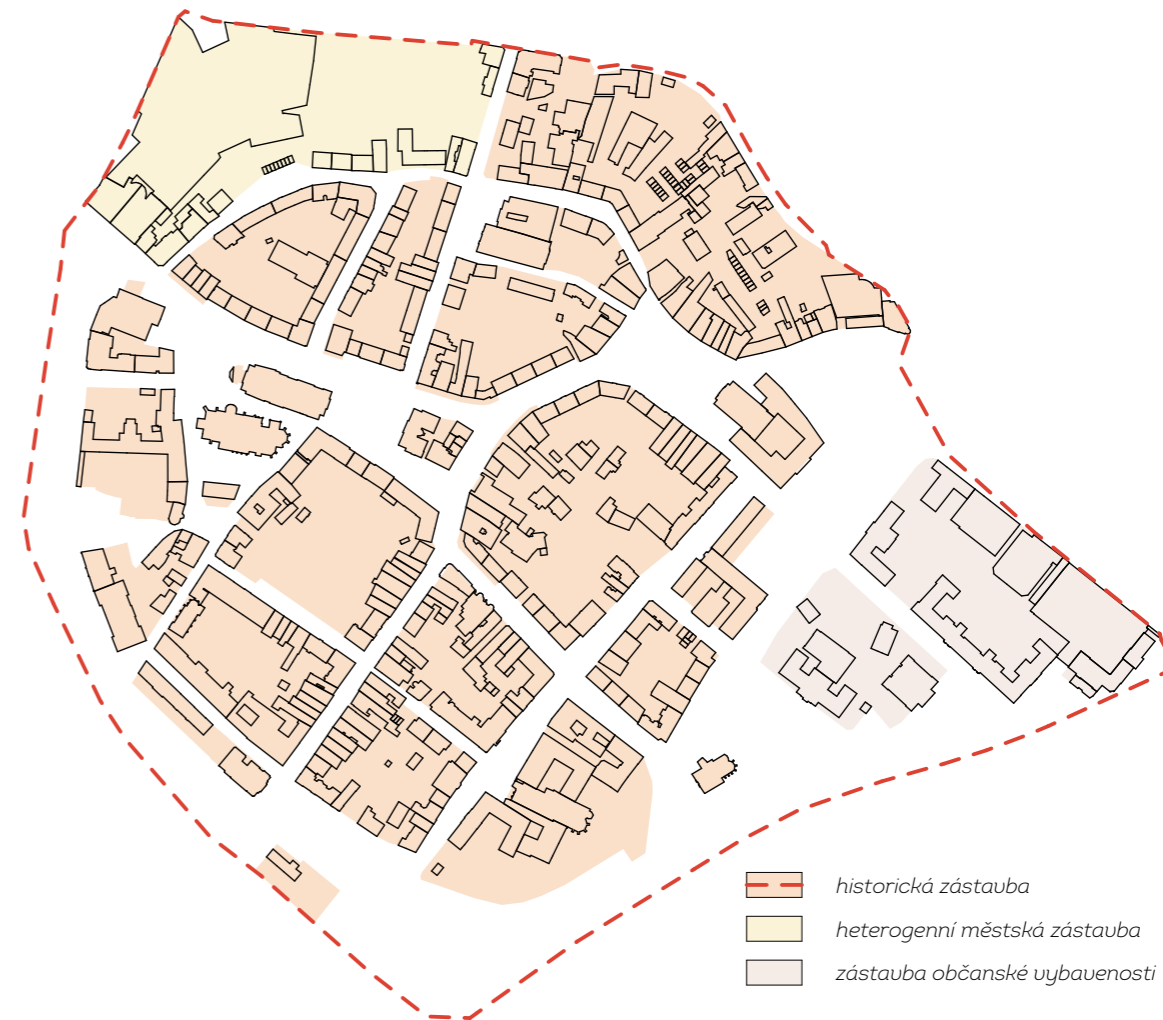 historická zástavba
heterogenní městská zástavba
zástavba občanské vybavenosti